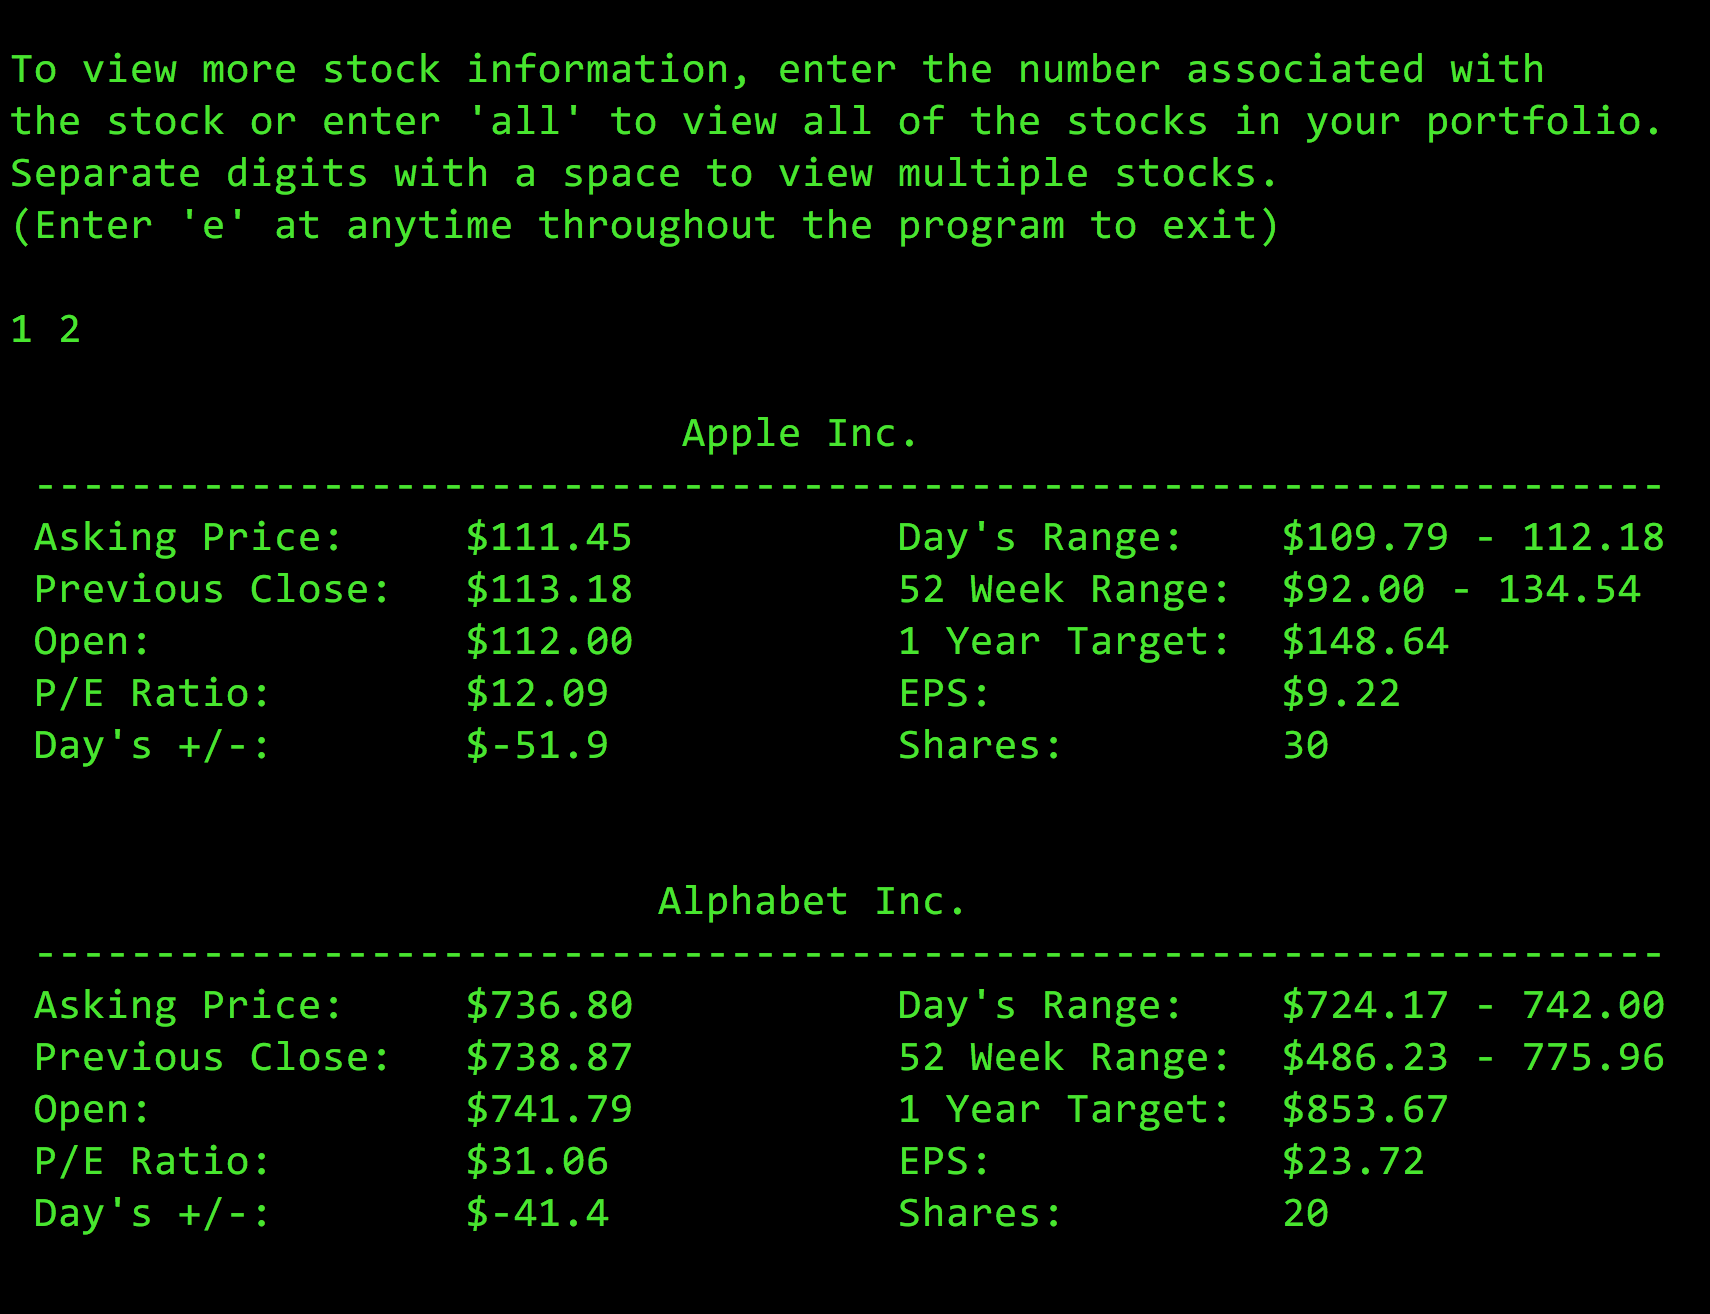 To view more stock information, enter the number associated with
the stock or enter 'all' to view all of the stocks in your portfolio.
Separate digits with a space to view multiple stocks.
(Enter 'e' at anytime throughout the program to exit)
1 2
Apple Inc.
--------------------------------------------------------------------
Asking Price: $111.45 Day's Range: $109.79 - 112.18
Previous Close: $113.18 52 Week Range: $92.00 - 134.54
Open: $112.00 1 Year Target: $148.64
P/E Ratio: $12.09 EPS: $9.22
Day's +/-: $-51.9 Shares: 30
Alphabet Inc.
--------------------------------------------------------------------
Asking Price: $736.80 Day's Range: $724.17 - 742.00
Previous Close: $738.87 52 Week Range: $486.23 - 775.96
Open: $741.79 1 Year Target: $853.67
P/E Ratio: $31.06 EPS: $23.72
Day's +/-: $-41.4 Shares: 20